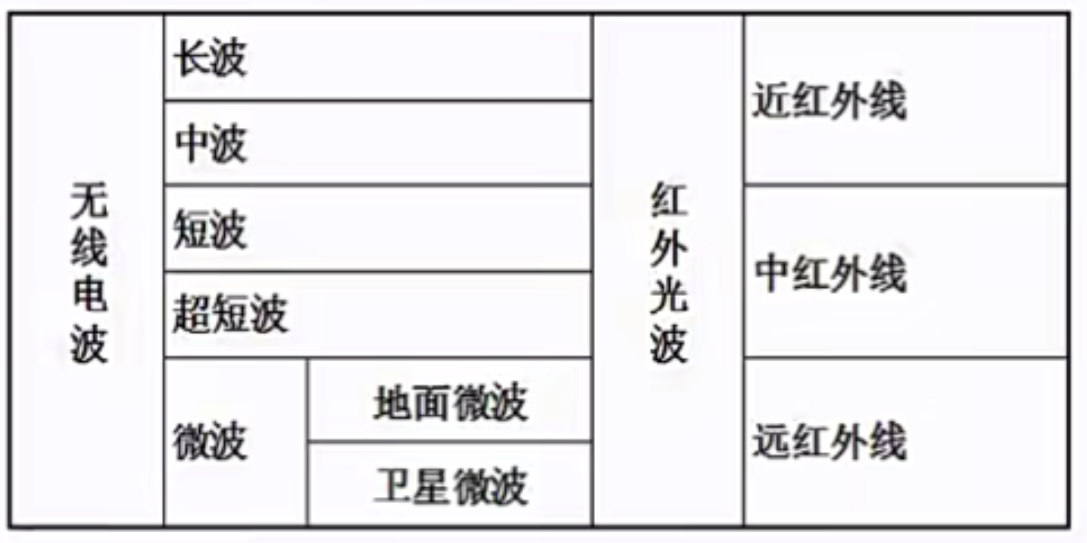 无线电波
长波
中波
短波
超短波
微波
地面微波
卫星微波
红外光波
近红外线
中红外线
远红外线